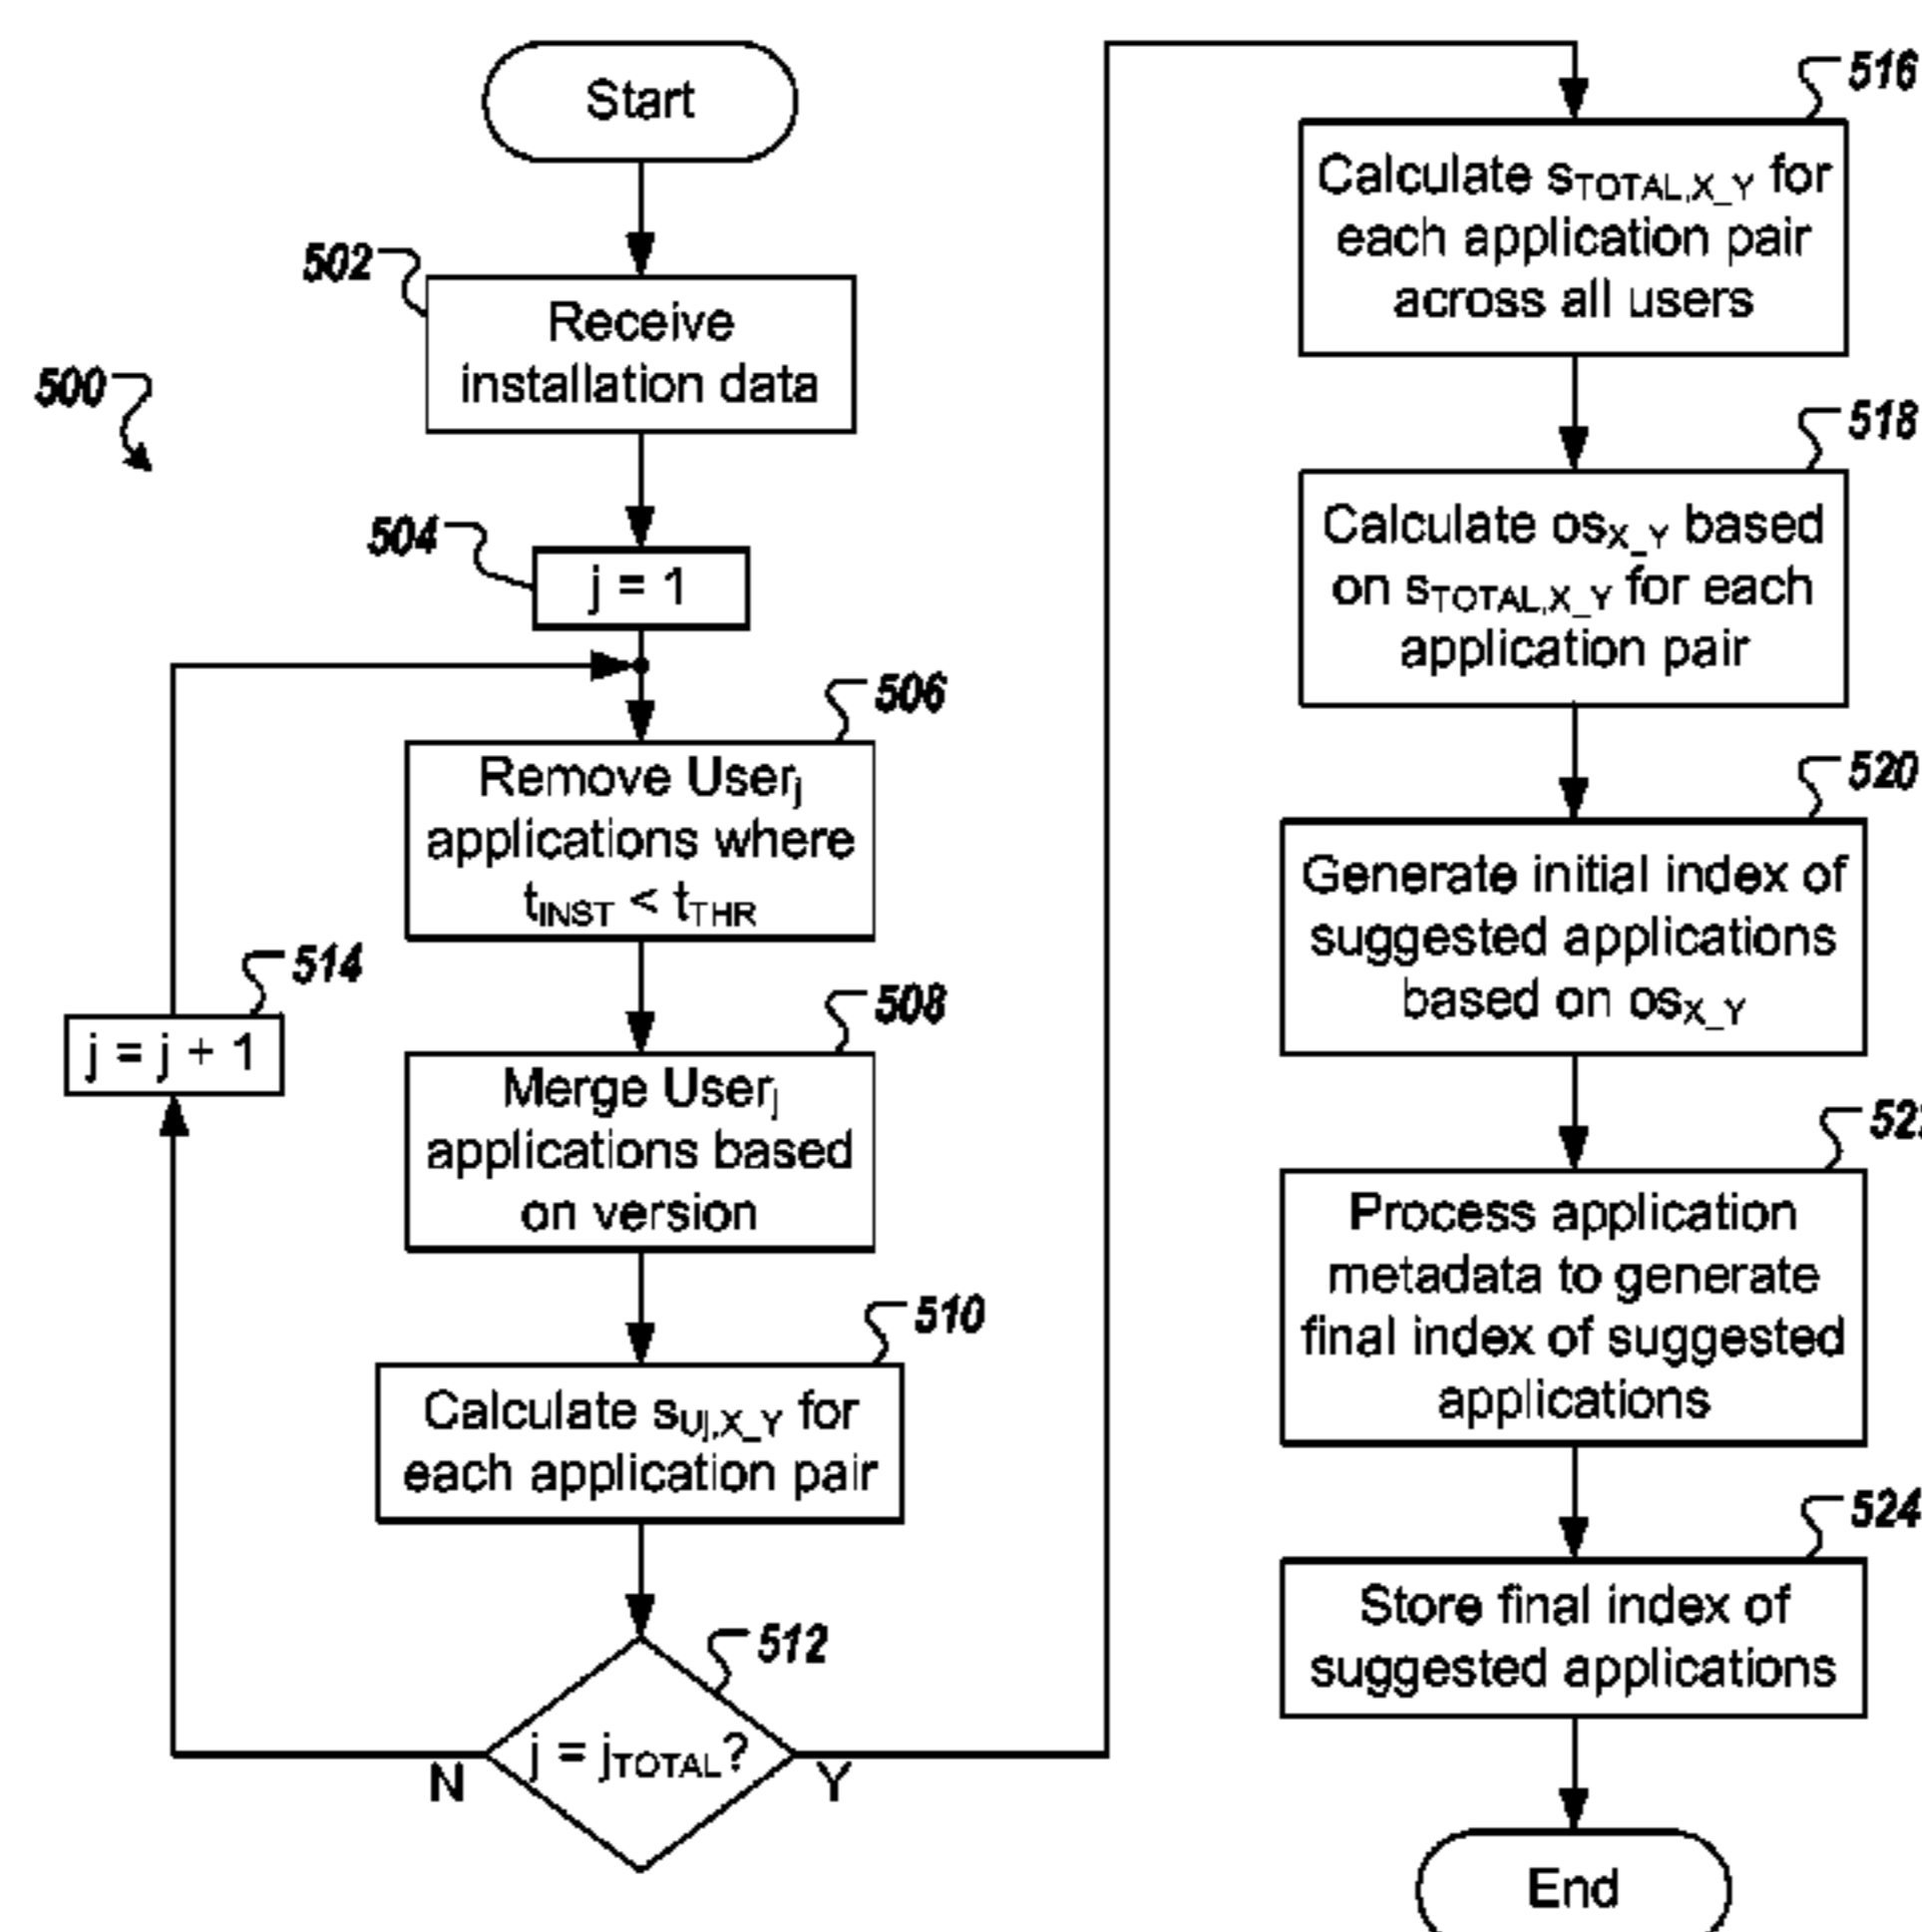 Start
502
Receive
installation data
500
504
j = 1
506
Remove Userj
applications where
tINST < tTHR
514
j = j + 1
508
Merge Userj
applications based
on version
510
Calculate sUj,X_Y for
each application pair
512
j = jTOTAL?
N
Y
516
Calculate sTOTAL,X_Y for
each application pair
across all users
518
Calculate osX_Y based
on sTOTAL,X_Y for each
application pair
520
Generate initial index of
suggested applications
based on osX_Y
Process application
metadata to generate
final index of suggested
applications
524
Store final index of
suggested applications
End